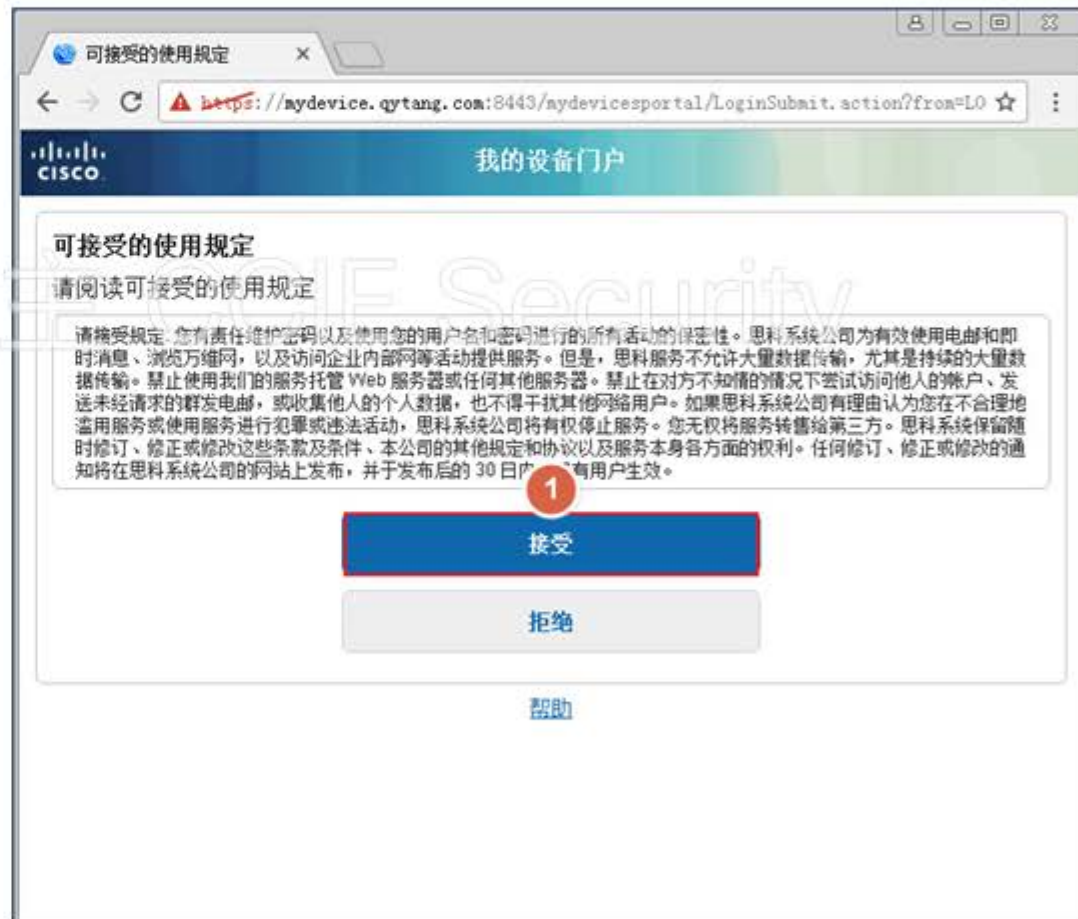 可接受的使用规定
https://mydevice.qytang.com:8443/mydevicesportal/LoginSubmit.action?from=LO
CISCO
我的设备门户
可接受的使用规定
请阅读可接受的使用规定
CCIE Security
请接受规定 您有责任维护密码以及使用您的用户名和密码进行的所有活动的保密性。思科系统公司为有效使用电邮和即
时消息、浏览万维网，以及访问企业内部网等活动提供服务。但是，思科服务不允许大量数据传输，尤其是持续的大量数
据传输。禁止使用我们的服务托管 Web 服务器或任何其他服务器。禁止在对方不知情的情况下尝试访问他人的帐户、发
送未经请求的群发电邮，或收集他人的个人数据，也不得干扰其他网络用户。如果思科系统公司有理由认为您在不合理地
滥用服务或使用服务进行犯罪或违法活动，思科系统公司将有权停止服务。您无权将服务转售给第三方。思科系统保留随
时修订、修正或修改这些条款及条件、本公司的其他规定和协议以及服务本身各方面的权利。任何修订、修正或修改的通
知将在思科系统公司的网站上发布，并于发布后的 30 日内 有用户生效。
1
接受
拒绝
帮助